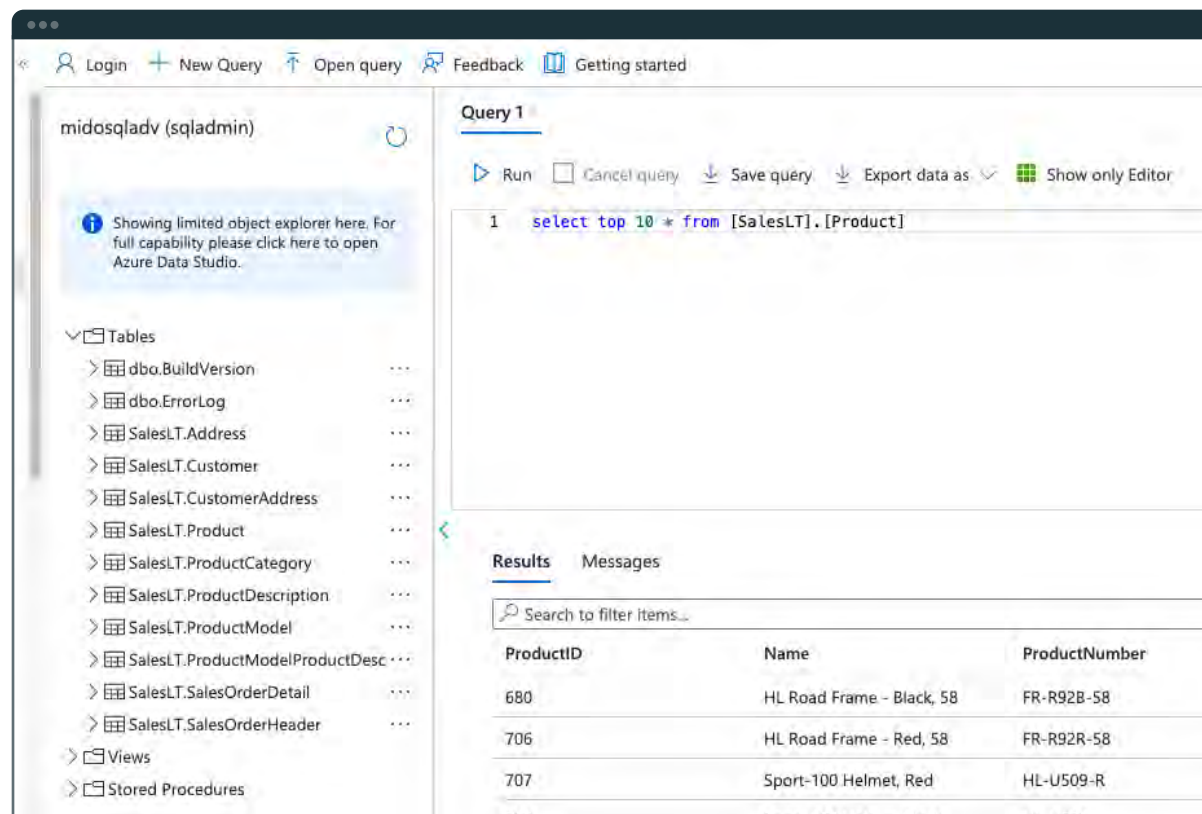 Login New Query Open query Feedback Getting started
midosqladv (sqladmin)
Showing limited object explorer here. For
full capability please click here to open
Azure Data Studio.
Tables
dbo.BuildVersion
dbo.ErrorLog
SalesLT.Address
SalesLT.Customer
SalesLT.CustomerAddress
SalesLT.Product
SalesLT.ProductCategory
SalesLT.ProductDescription
SalesLT.ProductModel
SalesLT.ProductModelProductDesc ···
SalesLT.SalesOrderDetail
SalesLT.SalesOrderHeader
Views
Stored Procedures
Query 1
Run Cancel query Save query Export data as Show only Editor
1 select top 10 * from [SalesLT].[Product]
Results Messages
Search to filter items...
ProductID Name ProductNumber
680 HL Road Frame - Black, 58 FR-R92B-58
706 HL Road Frame - Red, 58 FR-R92R-58
707 Sport-100 Helmet, Red HL-U509-R